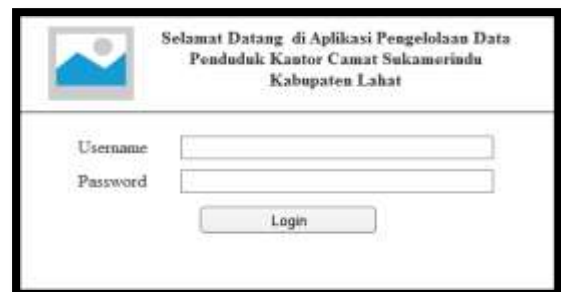 Selamat Datang di Aplikasi Pengelolaan Data
Penduduk Kantor Camat Sukamerindu
Kabupaten Lahat
Username
Password
Login